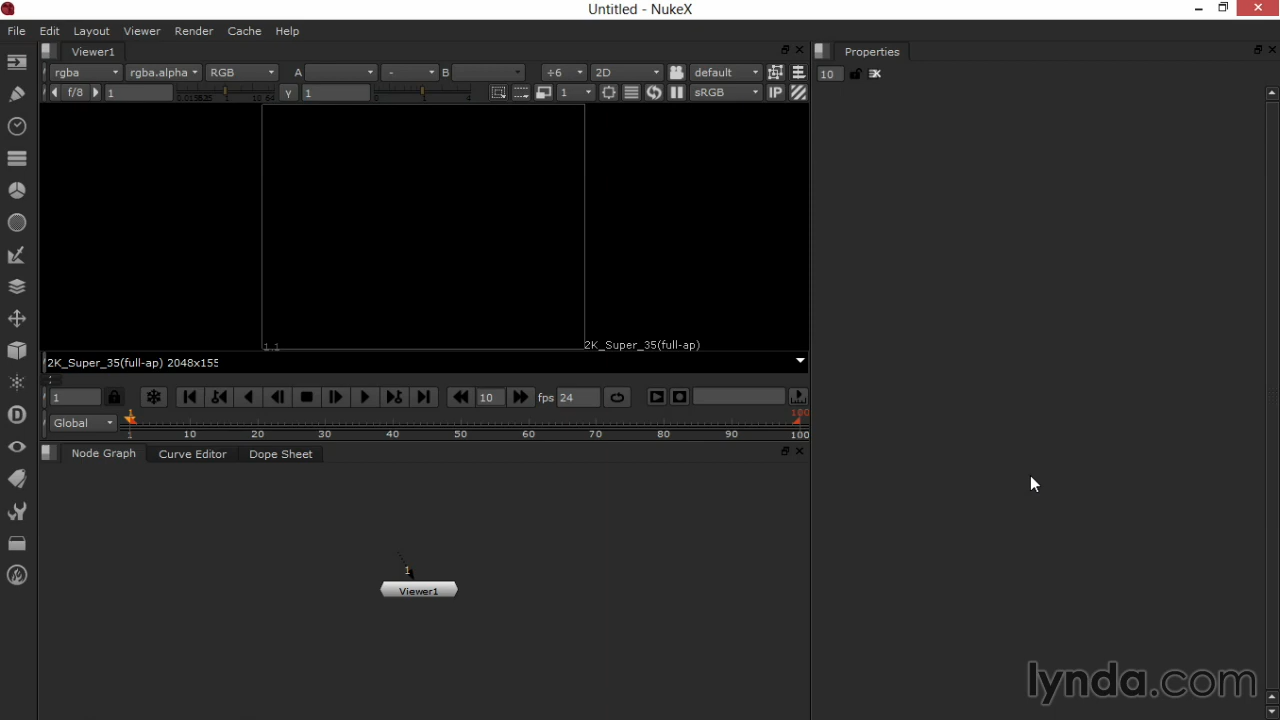 Untitled - NukeX
File Edit Layout Viewer Render Cache Help
Viewer1
Properties
rgba rgba.alpha RGB A - B ÷6 2D default
10
f/8 1 γ 1 1 sRGB IP
1.1
2K_Super_35(full-ap)
2K_Super_35(full-ap) 2048x155
1 10 fps 24
Global 1 100
1 10 20 30 40 50 60 70 80 90 100
Node Graph Curve Editor Dope Sheet
1
Viewer1
lynda.com